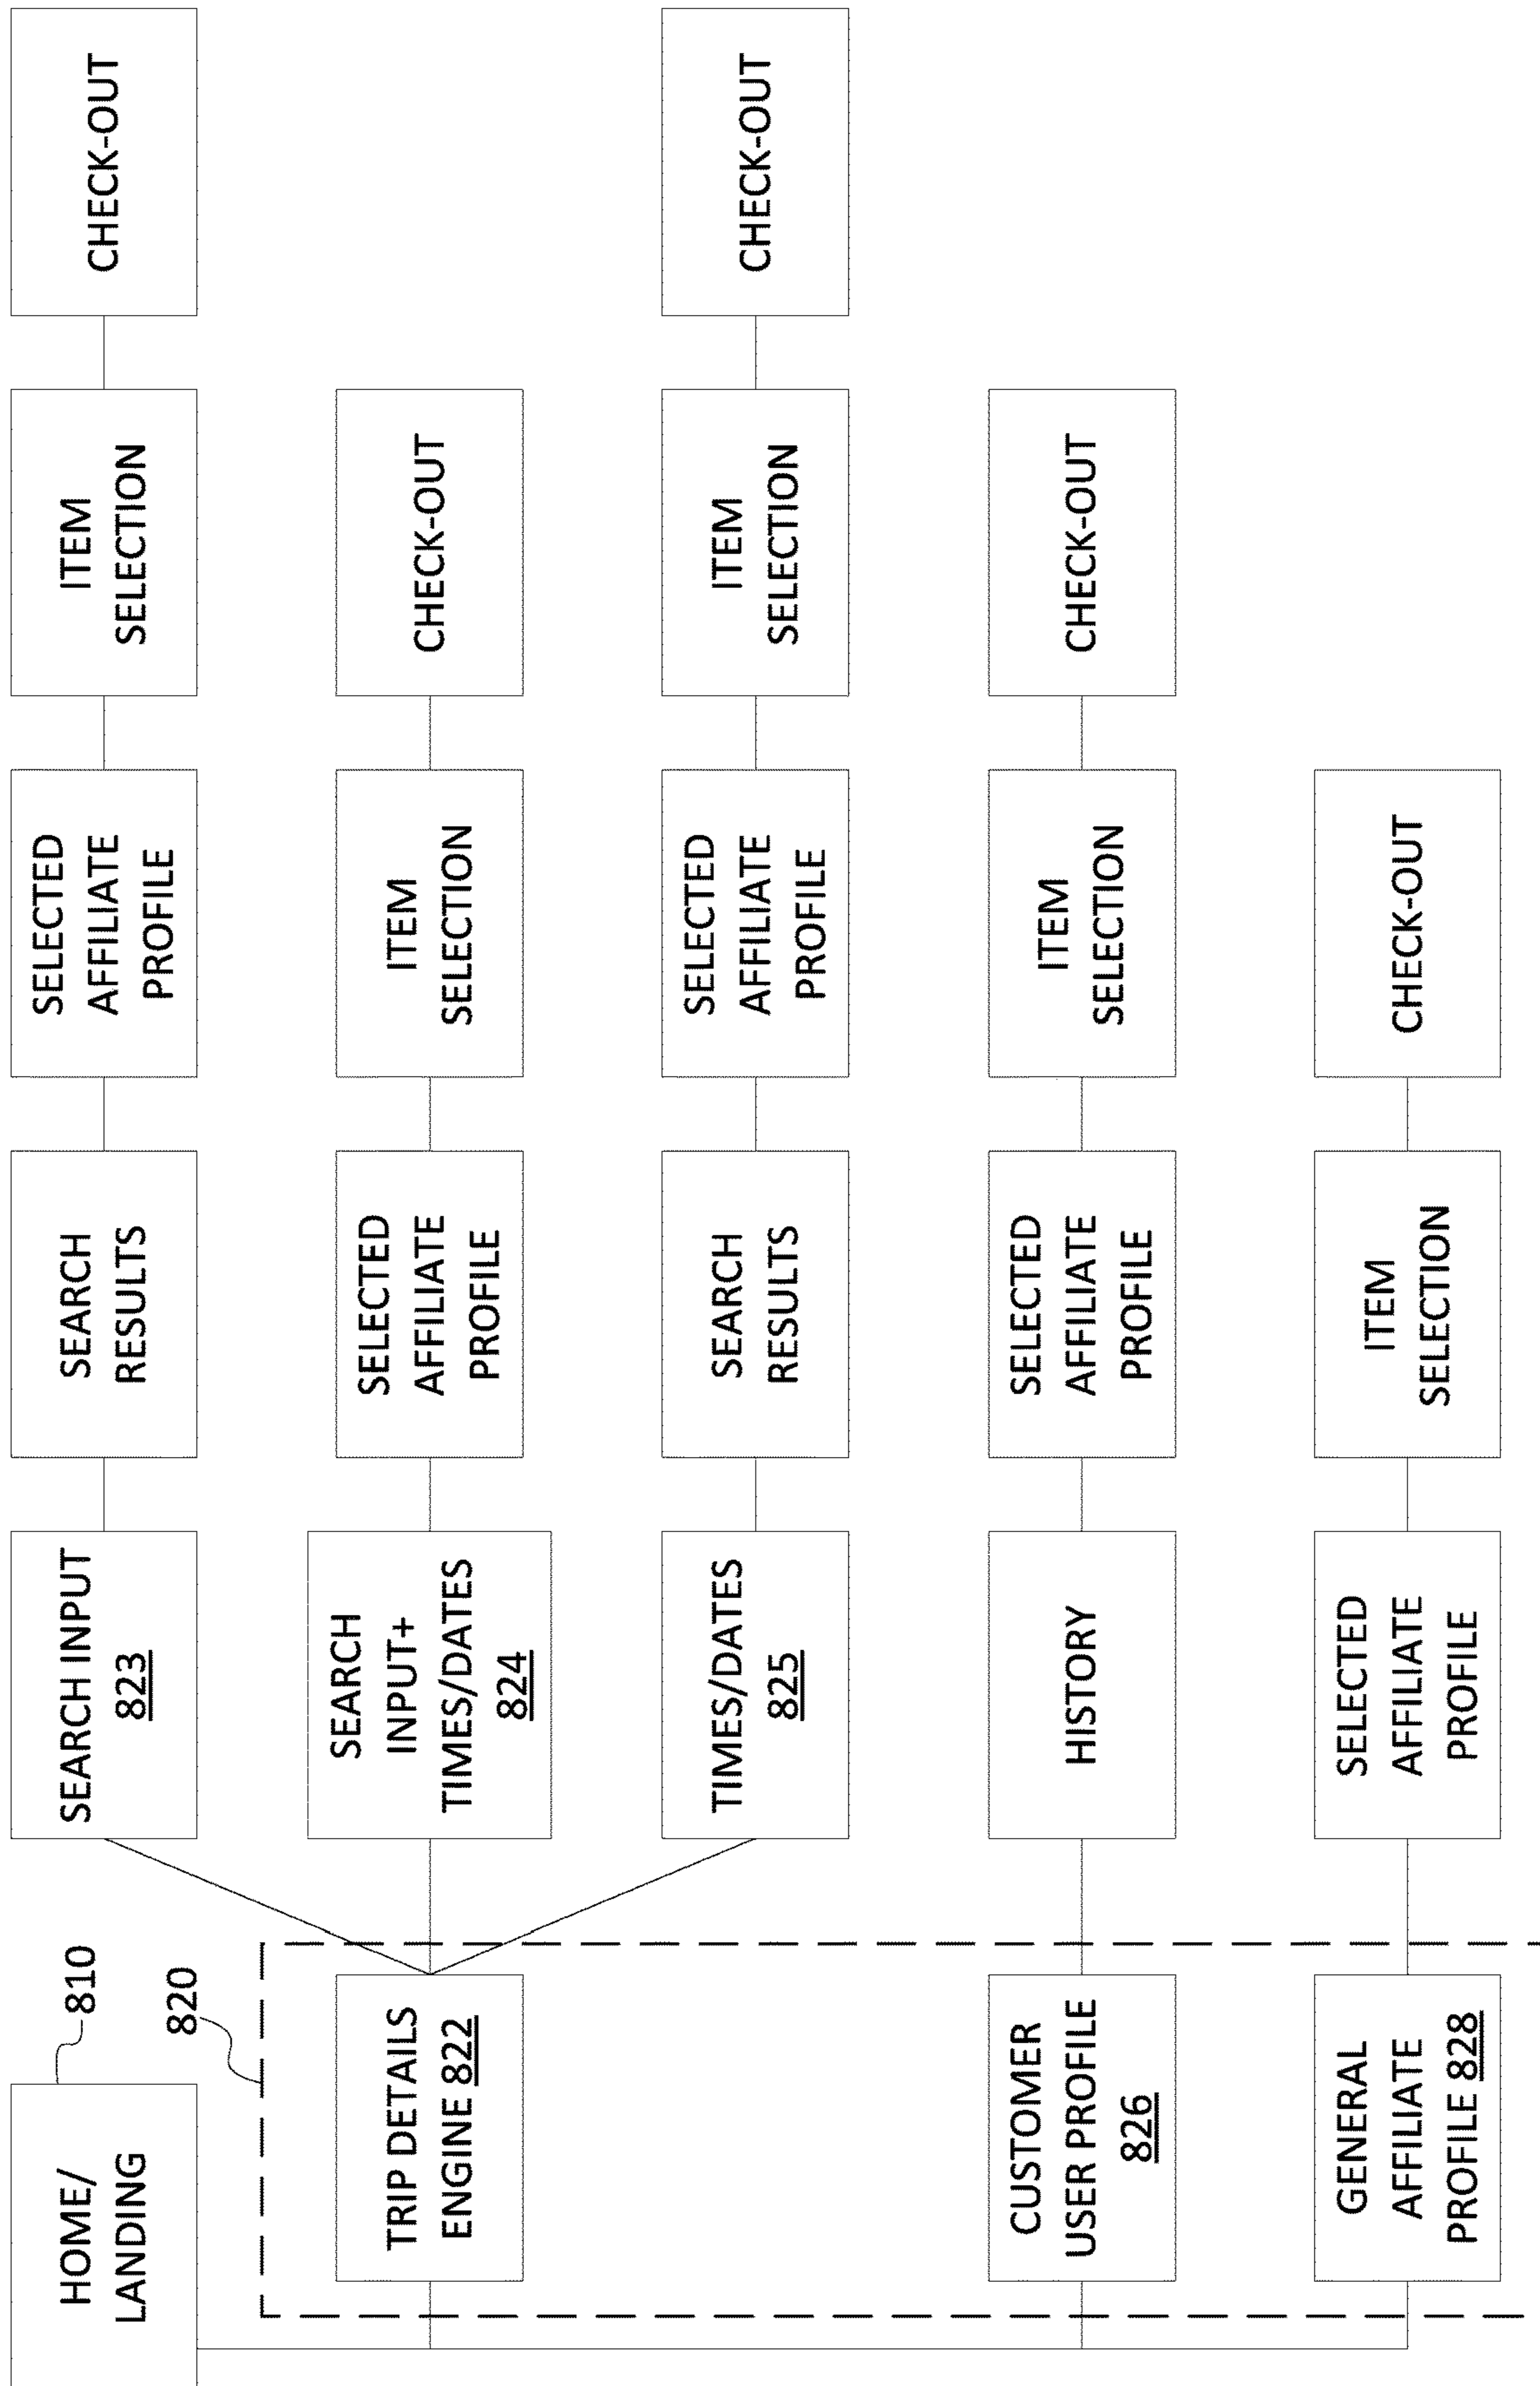 HOME/
LANDING
810
820
TRIP DETAILS
ENGINE 822
CUSTOMER
USER PROFILE
826
GENERAL
AFFILIATE
PROFILE 828
SEARCH INPUT
823
SEARCH
RESULTS
SELECTED
AFFILIATE
PROFILE
ITEM
SELECTION
CHECK-OUT
SEARCH
INPUT+
TIMES/DATES
824
SELECTED
AFFILIATE
PROFILE
ITEM
SELECTION
CHECK-OUT
TIMES/DATES
825
SEARCH
RESULTS
SELECTED
AFFILIATE
PROFILE
ITEM
SELECTION
CHECK-OUT
HISTORY
SELECTED
AFFILIATE
PROFILE
ITEM
SELECTION
CHECK-OUT
SELECTED
AFFILIATE
PROFILE
ITEM
SELECTION
CHECK-OUT